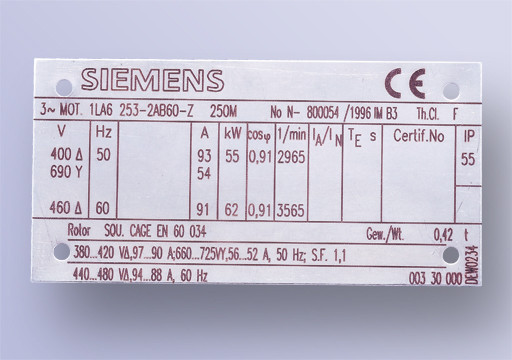 SIEMENS CE
3~ MOT. 1LA6 253-2AB60-Z 250M No N- 800054 /1996 IM B3 Th.Cl. F
V Hz A kW cosφ 1/min IA/IN TE s Certif.No IP
400 Δ 50 93 55 0,91 2965 55
690 Y 54
460 Δ 60 91 62 0,91 3565
Rotor SQU. CAGE EN 60 034 Gew./Wt. 0,42 t
380...420 VΔ,97...90 A;660...725VY,56...52 A, 50 Hz; S.F. 1,1
440...480 VΔ,94...88 A, 60 Hz 003 30 000
DEW0234